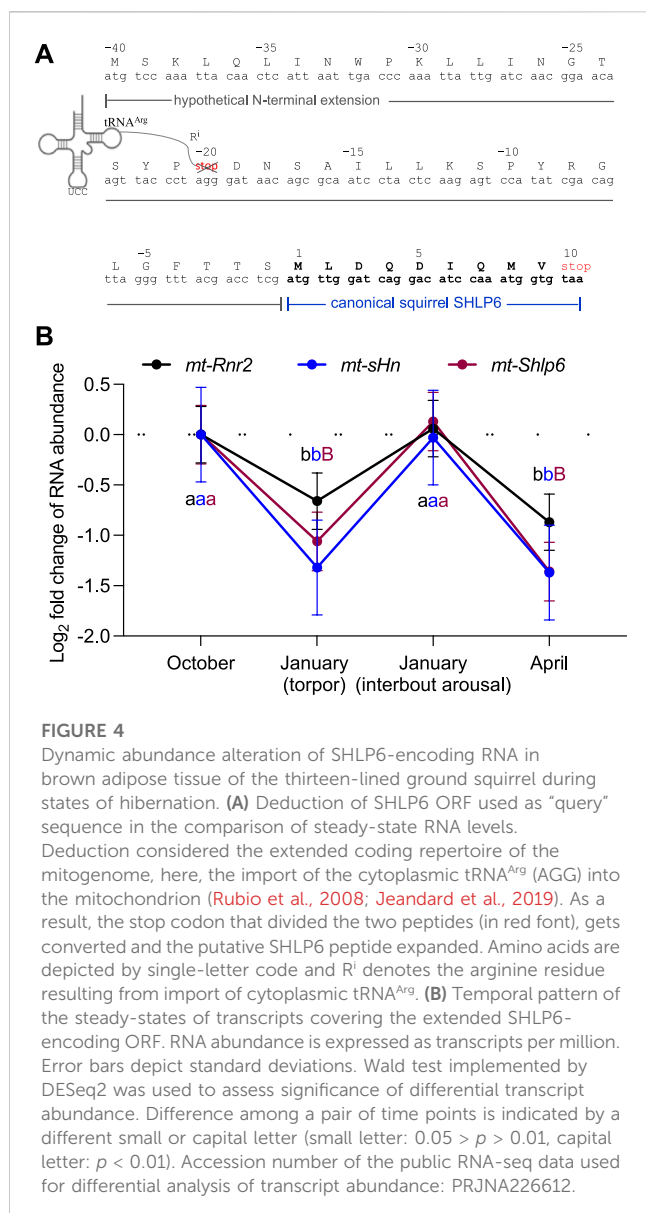 A
-40 -35 -30 -25
M S K L Q L I N W P K L L I N G T
atg tcc aaa tta caa ctc att aat tga ccc aaa tta ttg atc aac gga aca
hypothetical N-terminal extension
tRNAArg
Ri
-20 -15 -10
S Y P stop D N S A I L L K S P Y R G
agt tac cct agg gat aac agc gca atc cta ctc aag agt cca tat cga cag
UCC
-5 1 5 10
L G F T T S M L D Q D I Q M V stop
tta ggg ttt acg acc tcg atg ttg gat cag gac atc caa atg gtg taa
canonical squirrel SHLP6
B
mt-Rnr2 mt-sHn mt-Shlp6
Log2 fold change of RNA abundance
0.5
0.0
-0.5
-1.0
-1.5
-2.0
aaa
bbB
aaa
bbB
October January (torpor) January (interbout arousal) April
FIGURE 4
Dynamic abundance alteration of SHLP6-encoding RNA in
brown adipose tissue of the thirteen-lined ground squirrel during
states of hibernation. (A) Deduction of SHLP6 ORF used as "query"
sequence in the comparison of steady-state RNA levels.
Deduction considered the extended coding repertoire of the
mitogenome, here, the import of the cytoplasmic tRNAArg (AGG) into
the mitochondrion (Rubio et al., 2008; Jeandard et al., 2019). As a
result, the stop codon that divided the two peptides (in red font), gets
converted and the putative SHLP6 peptide expanded. Amino acids are
depicted by single-letter code and Ri denotes the arginine residue
resulting from import of cytoplasmic tRNAArg. (B) Temporal pattern of
the steady-states of transcripts covering the extended SHLP6-
encoding ORF. RNA abundance is expressed as transcripts per million.
Error bars depict standard deviations. Wald test implemented by
DESeq2 was used to assess significance of differential transcript
abundance. Difference among a pair of time points is indicated by a
different small or capital letter (small letter: 0.05 > p > 0.01, capital
letter: p < 0.01). Accession number of the public RNA-seq data used
for differential analysis of transcript abundance: PRJNA226612.